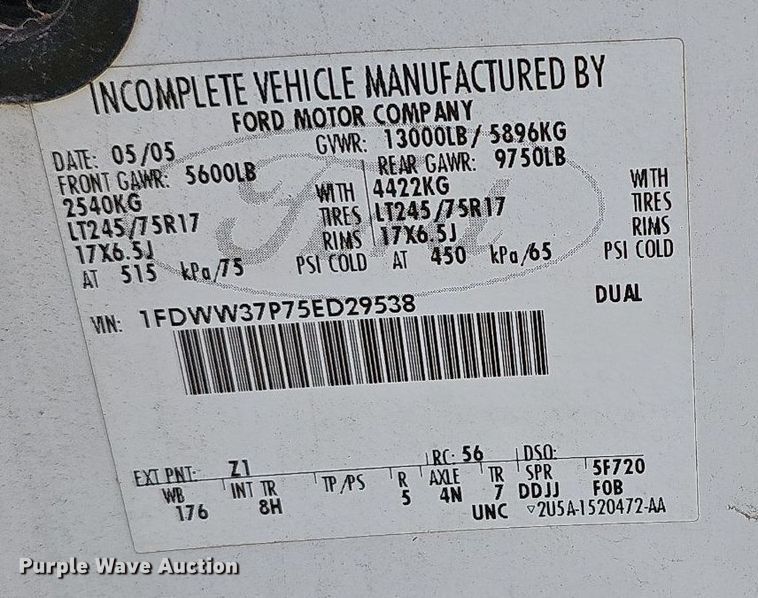 INCOMPLETE VEHICLE MANUFACTURED BY
FORD MOTOR COMPANY
DATE: 05/05 GVWR: 13000LB / 5896KG
FRONT GAWR: 5600LB REAR GAWR: 9750LB
2540KG WITH 4422KG WITH
LT245/75R17 TIRES LT245/75R17 TIRES
17X6.5J RIMS 17X6.5J RIMS
AT 515 kPa/75 PSI COLD AT 450 kPa/65 PSI COLD
VIN: 1FDWW37P75ED29538 DUAL
EXT PNT: Z1 RC: 56 DSO:
WB INT TR TP/PS R AXLE TR SPR 5F720
176 8H 5 4N 7 DDJJ FOB
UNC ▽2U5A-1520472-AA
Purple Wave Auction